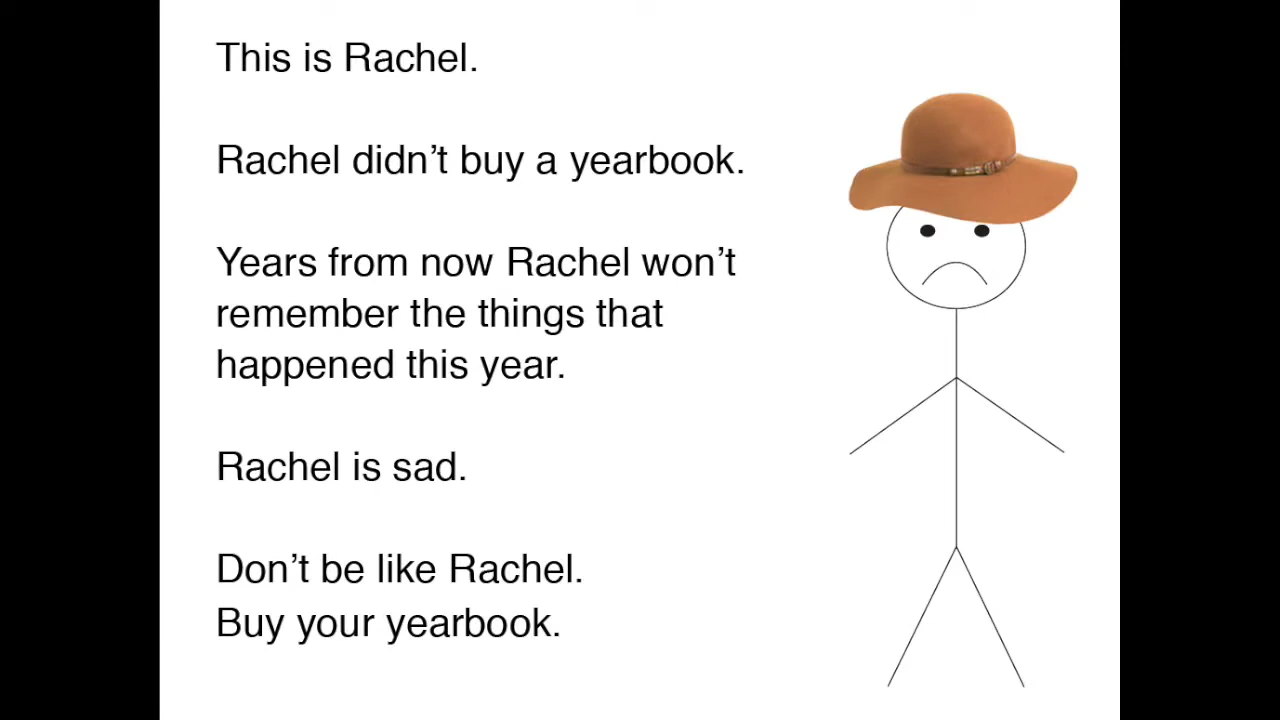 This is Rachel.
Rachel didn’t buy a yearbook.
Years from now Rachel won’t
remember the things that
happened this year.
Rachel is sad.
Don’t be like Rachel.
Buy your yearbook.